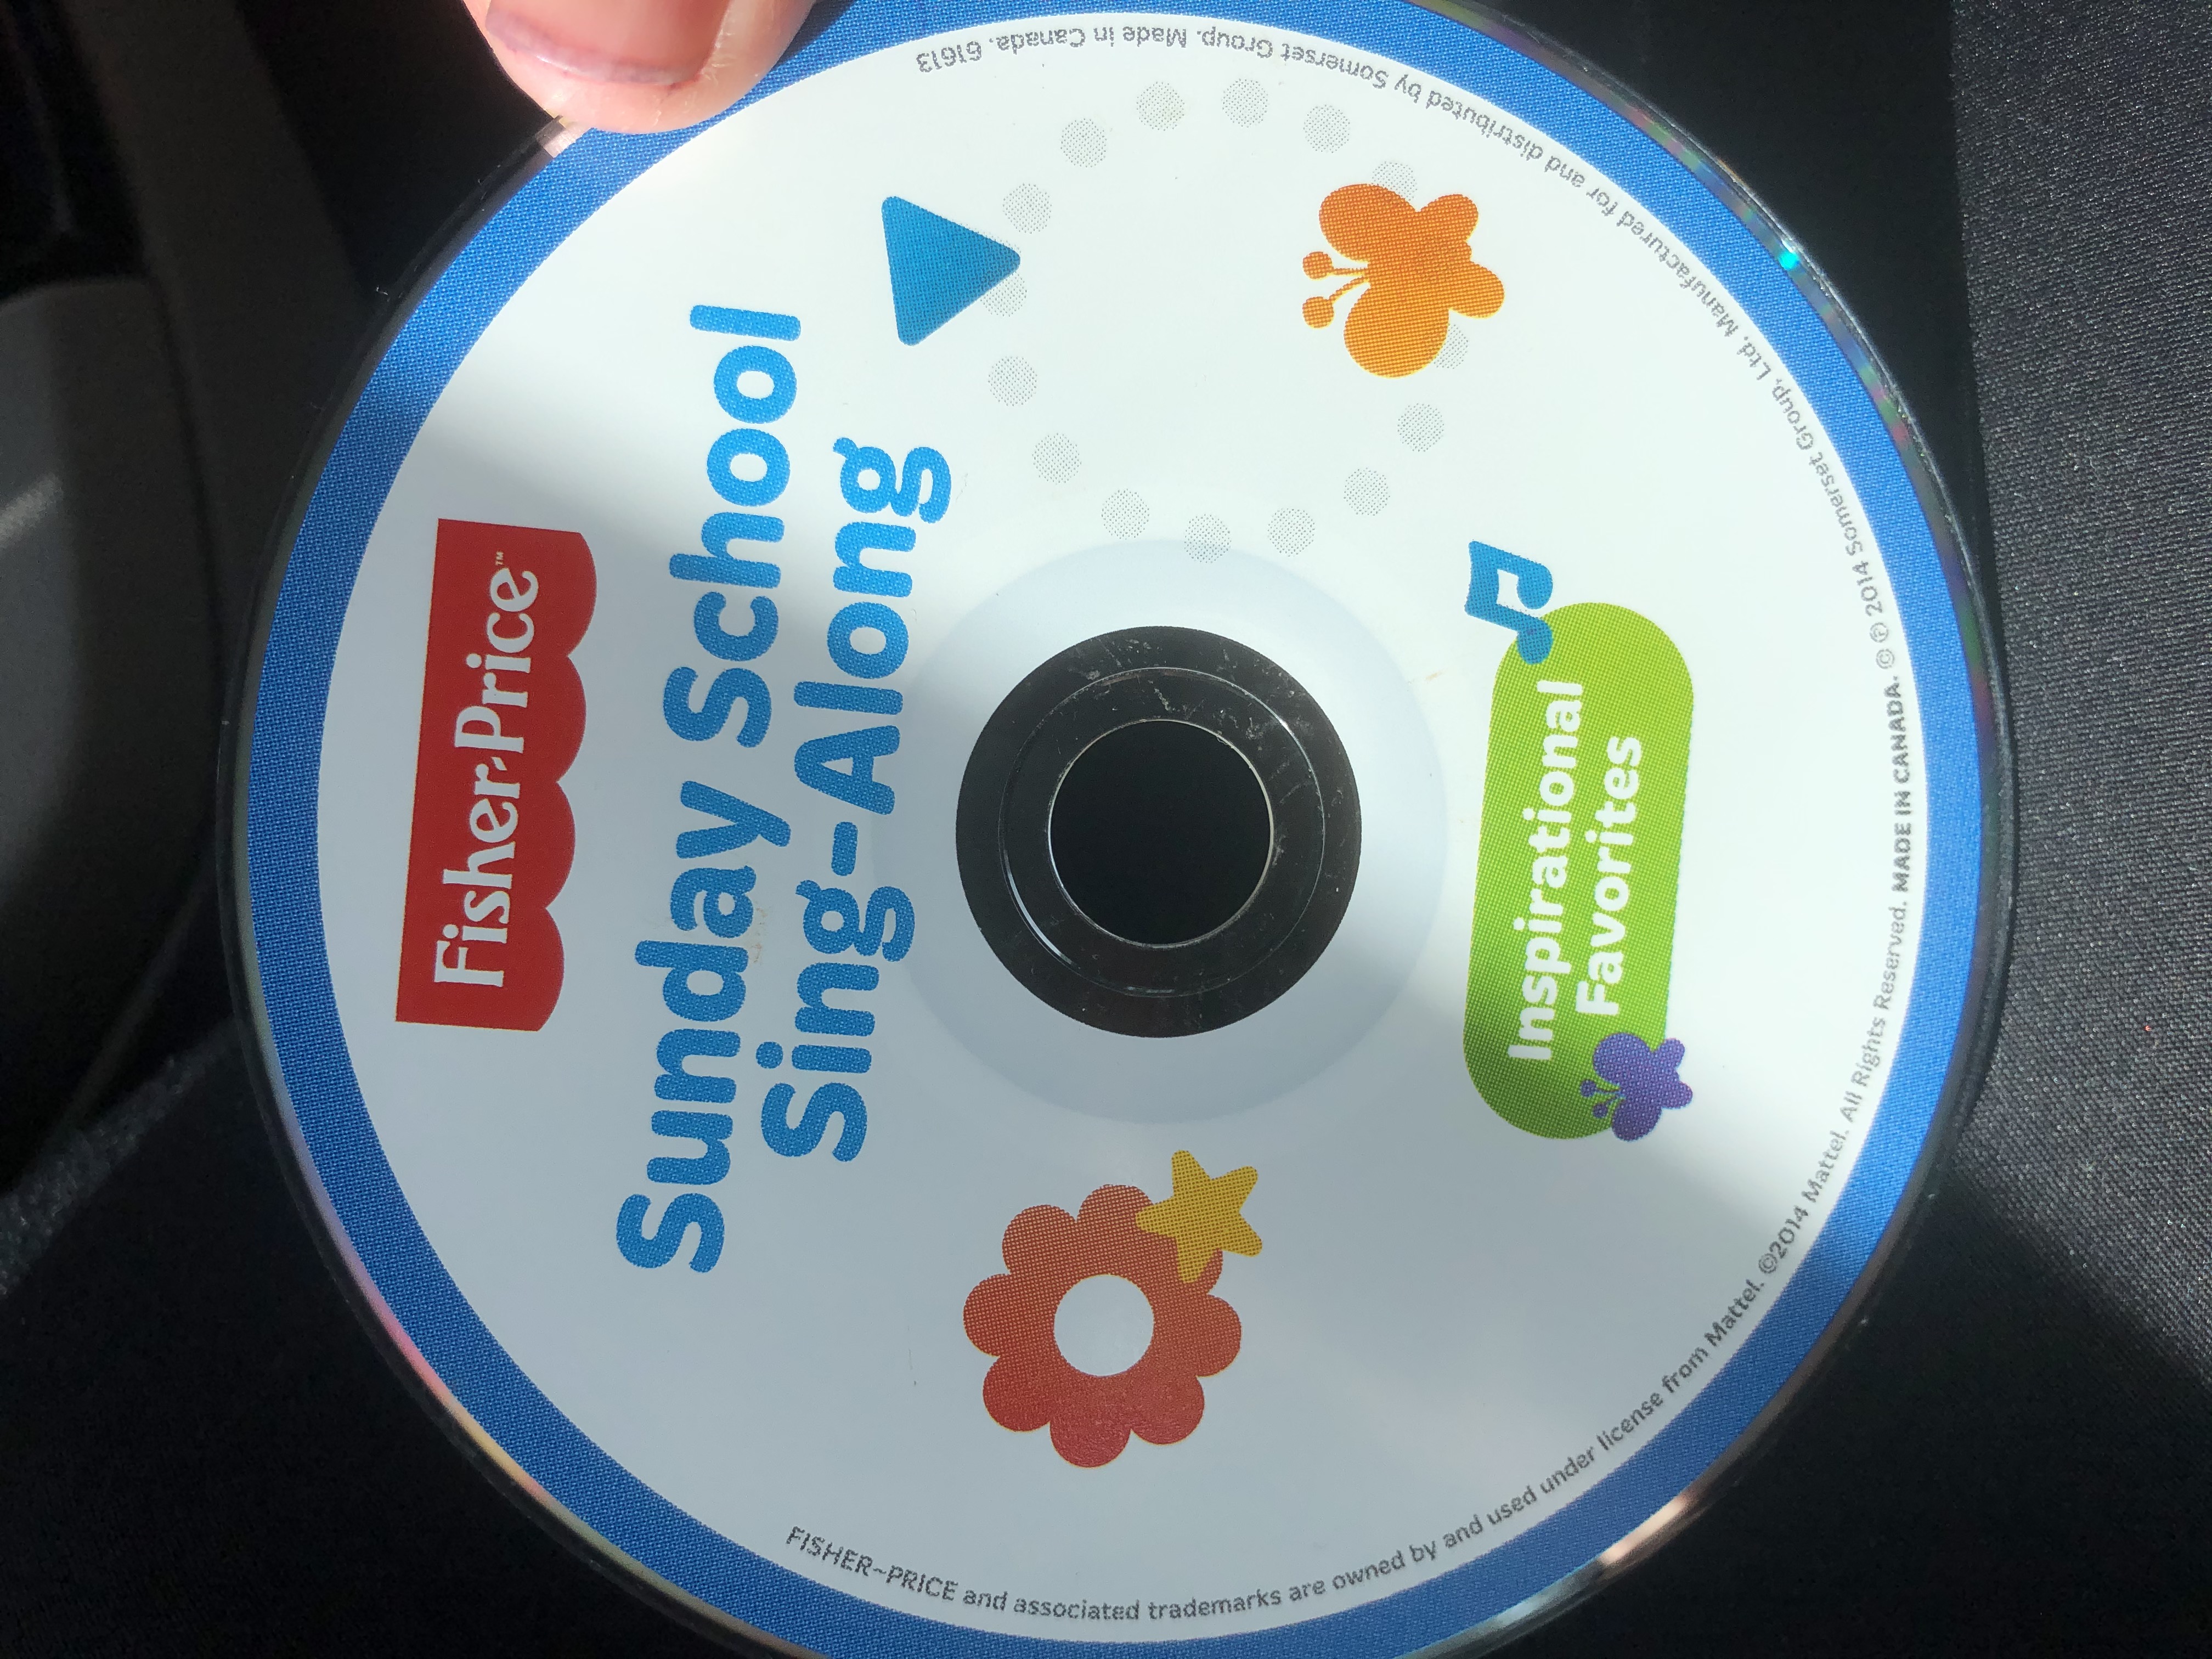 Fisher-Price™
Sunday School
Sing-Along
Inspirational
Favorites
FISHER~PRICE and associated trademarks are owned by and used under license from Mattel. ©2014 Mattel. All Rights Reserved. MADE IN CANADA. © ℗ 2014 Somerset Group, Ltd. Manufactured for and distributed by Somerset Group. Made in Canada. 61613